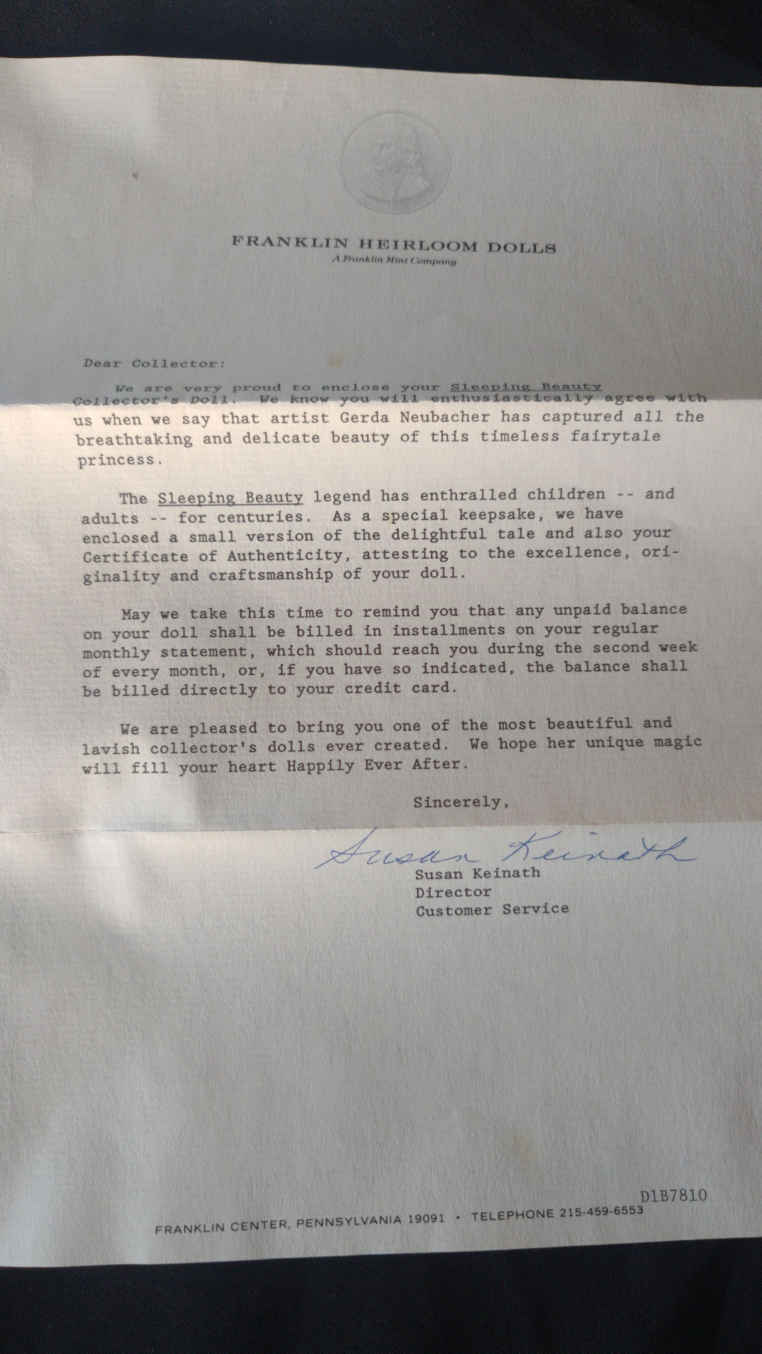 FRANKLIN HEIRLOOM DOLLS
A Franklin Mint Company
Dear Collector:
We are very proud to enclose your Sleeping Beauty
Collector's Doll. We know you will enthusiastically agree with
us when we say that artist Gerda Neubacher has captured all the
breathtaking and delicate beauty of this timeless fairytale
princess.
The Sleeping Beauty legend has enthralled children -- and
adults -- for centuries. As a special keepsake, we have
enclosed a small version of the delightful tale and also your
Certificate of Authenticity, attesting to the excellence, ori-
ginality and craftsmanship of your doll.
May we take this time to remind you that any unpaid balance
on your doll shall be billed in installments on your regular
monthly statement, which should reach you during the second week
of every month, or, if you have so indicated, the balance shall
be billed directly to your credit card.
We are pleased to bring you one of the most beautiful and
lavish collector's dolls ever created. We hope her unique magic
will fill your heart Happily Ever After.
Sincerely,
Susan Keinath
Susan Keinath
Director
Customer Service
D1B7810
FRANKLIN CENTER, PENNSYLVANIA 19091 • TELEPHONE 215-459-6553